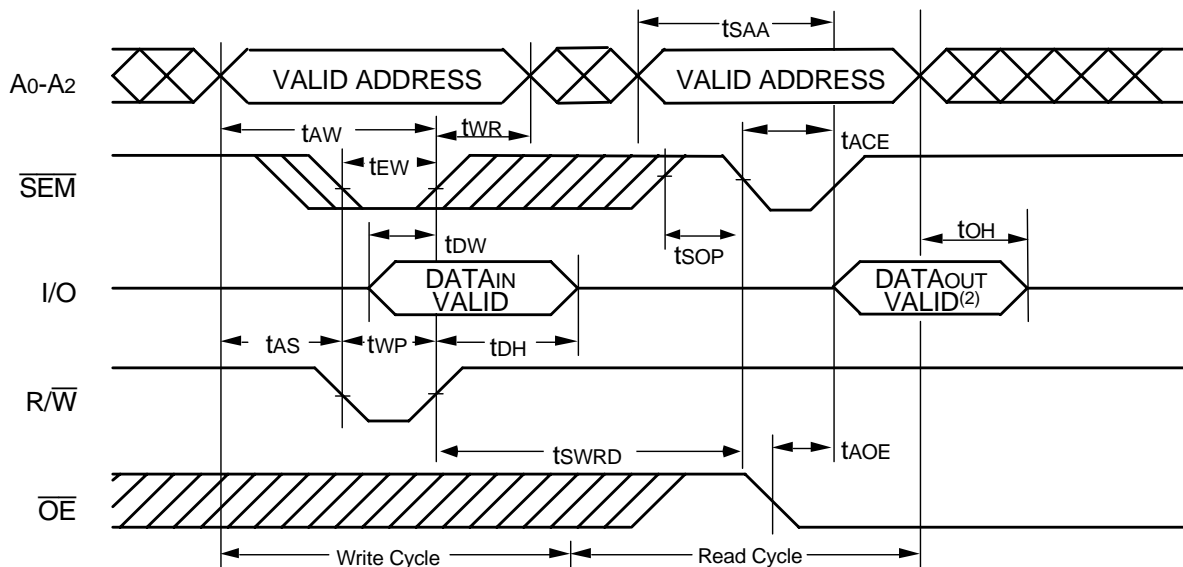 tSAA
A0-A2
VALID ADDRESS
VALID ADDRESS
tAW
tWR
tACE
tEW
SEM
tDW
tSOP
tOH
I/O
DATAIN
VALID
DATAOUT
VALID(2)
tAS
tWP
tDH
R/W
tSWRD
tAOE
OE
Write Cycle
Read Cycle